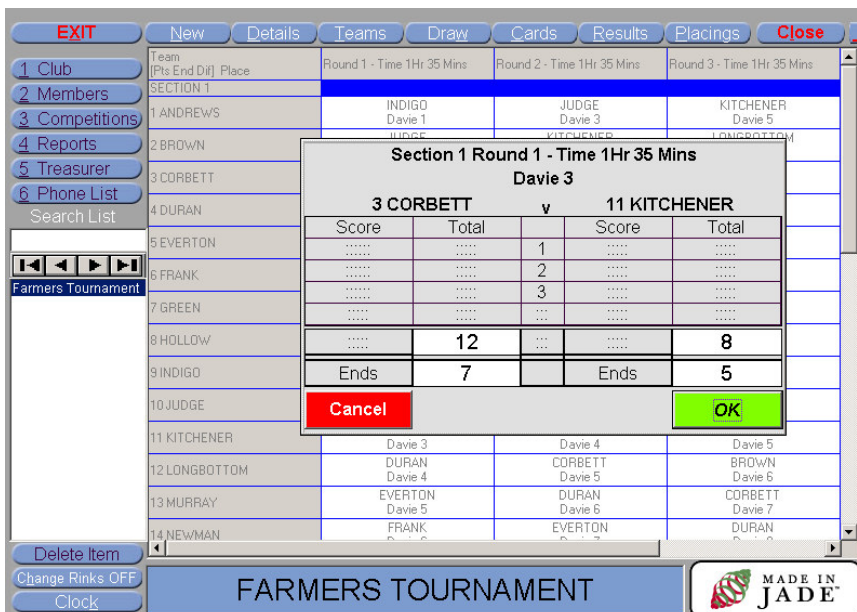 EXIT
New Details Teams Draw Cards Results Placings Close
1 Club
2 Members
3 Competitions
4 Reports
5 Treasurer
6 Phone List
Search List
Farmers Tournament
Delete Item
Change Rinks OFF
Clock
Team
[Pts End Dif] Place
Round 1 - Time 1Hr 35 Mins
Round 2 - Time 1Hr 35 Mins
Round 3 - Time 1Hr 35 Mins
SECTION 1
1 ANDREWS
INDIGO
Davie 1
JUDGE
Davie 3
KITCHENER
Davie 5
2 BROWN
JUDGE
KITCHENER
LONGBOTTOM
3 CORBETT
4 DURAN
5 EVERTON
6 FRANK
7 GREEN
8 HOLLOW
9 INDIGO
10 JUDGE
11 KITCHENER
Davie 3
Davie 4
Davie 5
12 LONGBOTTOM
DURAN
Davie 4
CORBETT
Davie 5
BROWN
Davie 6
13 MURRAY
EVERTON
Davie 5
DURAN
Davie 6
CORBETT
Davie 7
14 NEWMAN
FRANK
EVERTON
DURAN
Section 1 Round 1 - Time 1Hr 35 Mins
Davie 3
3 CORBETT v 11 KITCHENER
Score Total Score Total
1
2
3
12 8
Ends 7 Ends 5
Cancel OK
FARMERS TOURNAMENT
MADE IN
JADE™